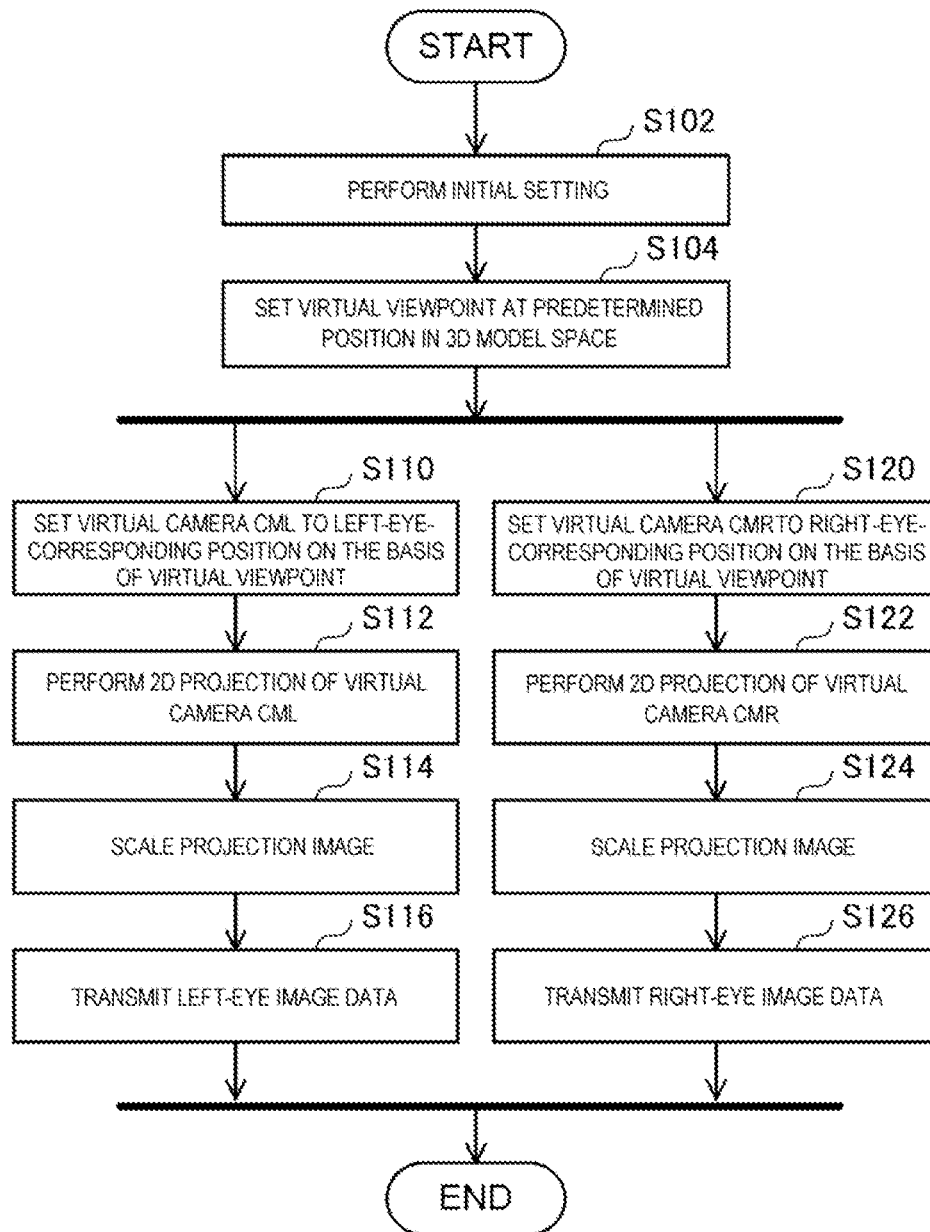 START
S102
PERFORM INITIAL SETTING
S104
SET VIRTUAL VIEWPOINT AT PREDETERMINED
POSITION IN 3D MODEL SPACE
S110
SET VIRTUAL CAMERA CML TO LEFT-EYE-
CORRESPONDING POSITION ON THE BASIS
OF VIRTUAL VIEWPOINT
S112
PERFORM 2D PROJECTION OF VIRTUAL
CAMERA CML
S114
SCALE PROJECTION IMAGE
S116
TRANSMIT LEFT-EYE IMAGE DATA
S120
SET VIRTUAL CAMERA CMRTO RIGHT-EYE-
CORRESPONDING POSITION ON THE BASIS
OF VIRTUAL VIEWPOINT
S122
PERFORM 2D PROJECTION OF VIRTUAL
CAMERA CMR
S124
SCALE PROJECTION IMAGE
S126
TRANSMIT RIGHT-EYE IMAGE DATA
END